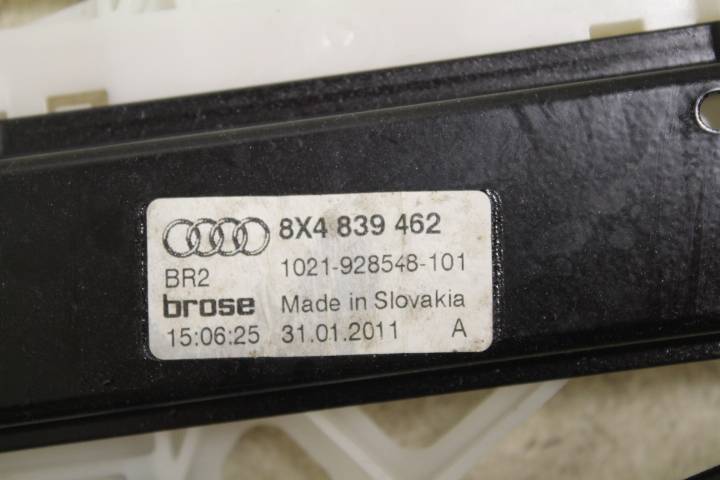 8X4 839 462
BR2 1021-928548-101
brose Made in Slovakia
15:06:25 31.01.2011 A